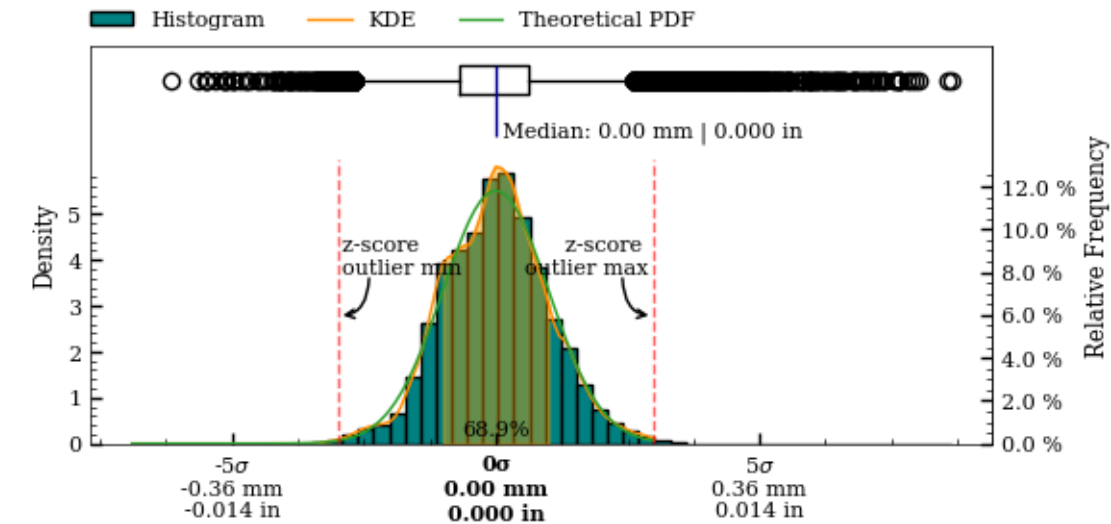 Histogram KDE Theoretical PDF
Median: 0.00 mm | 0.000 in
Density
5
4
3
2
1
0
z-score
outlier min
z-score
outlier max
68.9%
12.0 %
10.0 %
8.0 %
6.0 %
4.0 %
2.0 %
0.0 %
Relative Frequency
-5σ 0σ 5σ
-0.36 mm 0.00 mm 0.36 mm
-0.014 in 0.000 in 0.014 in